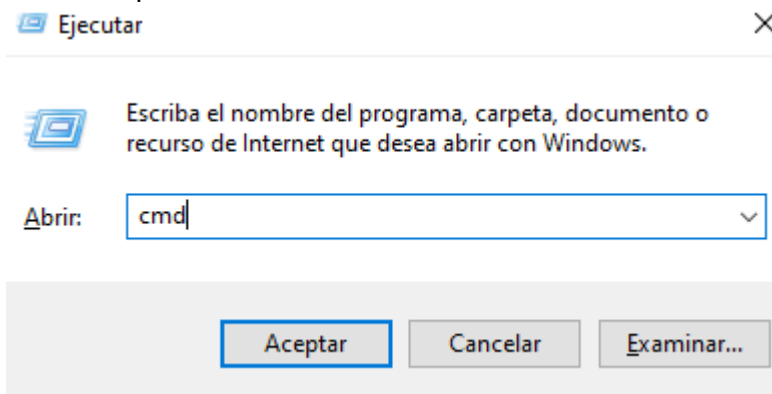 Ejecutar
Escriba el nombre del programa, carpeta, documento o
recurso de Internet que desea abrir con Windows.
Abrir: cmd
Aceptar Cancelar Examinar...